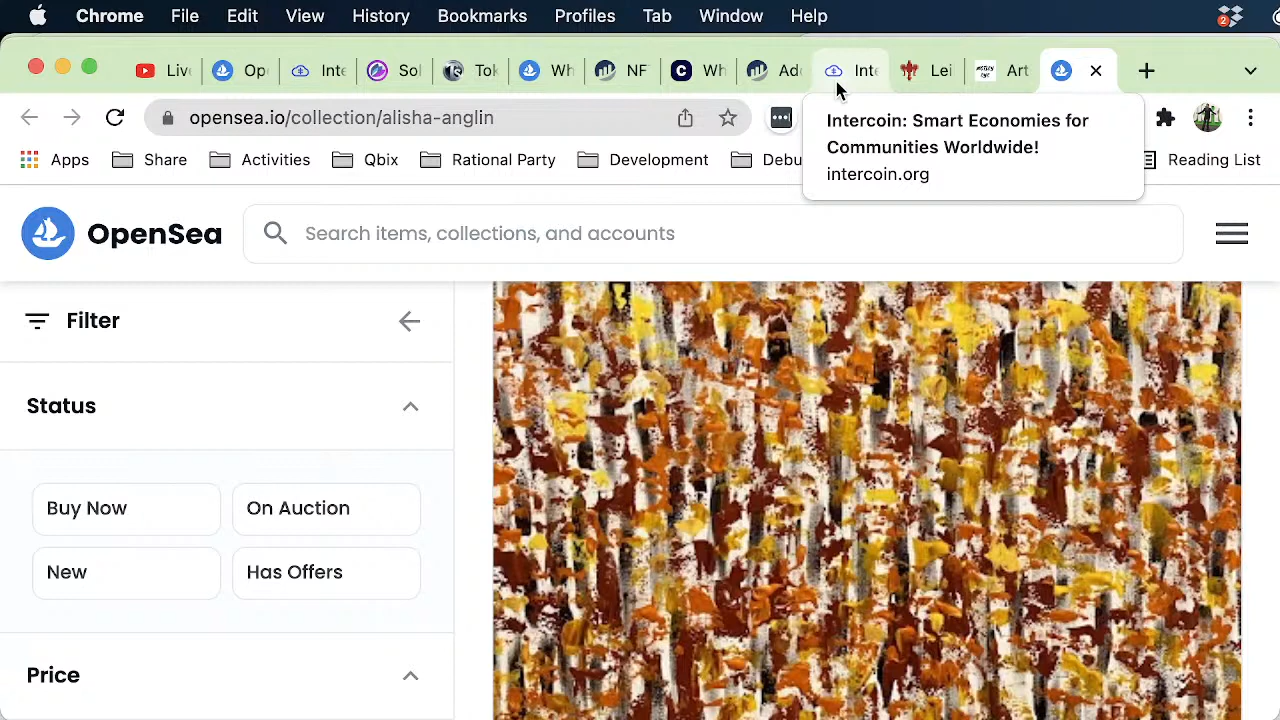 Chrome File Edit View History Bookmarks Profiles Tab Window Help
2
Live Ope Inte Sol Tok Wh NF C Wh Ad Inte Lei Art
opensea.io/collection/alisha-anglin
Intercoin: Smart Economies for
Communities Worldwide!
intercoin.org
Apps Share Activities Qbix Rational Party Development Debu Reading List
OpenSea Search items, collections, and accounts
Filter
Status
Buy Now On Auction
New Has Offers
Price